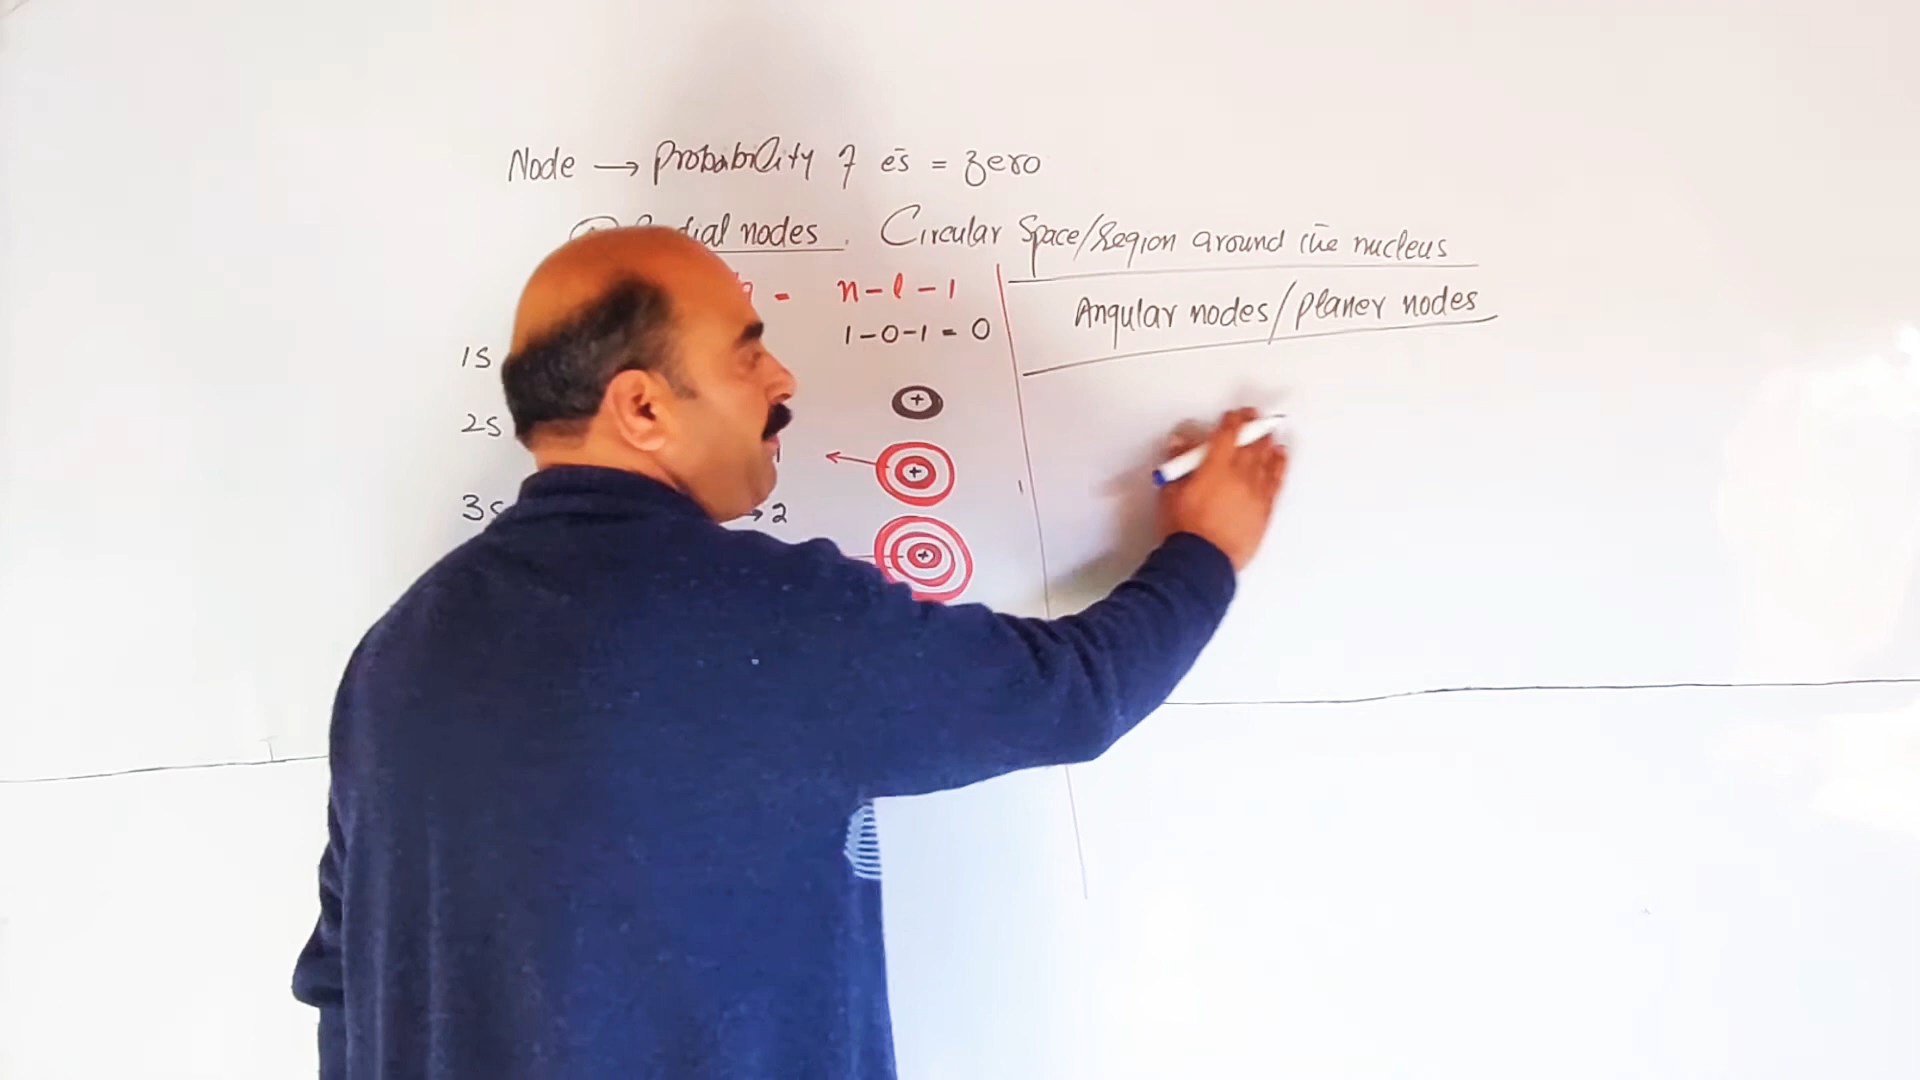 Node → Probability of es = Zero
nodes. Circular Space/Region around the nucleus
- n-l-1
Angular nodes/Planer nodes
1-0-1 = 0
1S
+
2S
+
1
3S
→ 2
+